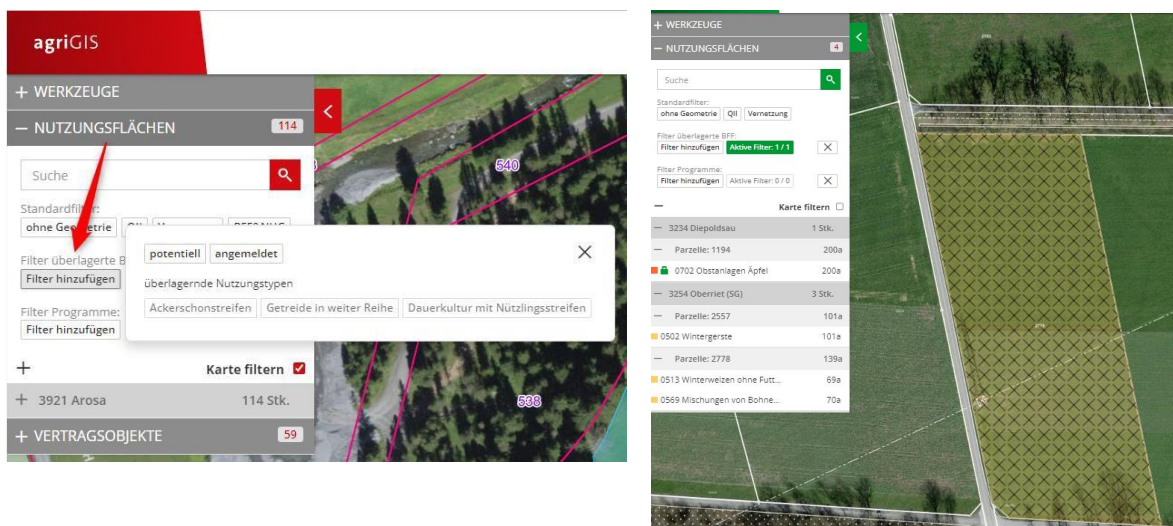 agriGIS
+ WERKZEUGE
— NUTZUNGSFLÄCHEN 114
Suche
Standardfilter:
ohne Geometrie
Filter überlagerte B
Filter hinzufügen
potentiell angemeldet
überlagernde Nutzungstypen
Ackerschonstreifen Getreide in weiter Reihe Dauerkultur mit Nützlingsstreifen
Filter Programme:
Filter hinzufügen
Karte filtern
+ 3921 Arosa 114 Stk.
+ VERTRAGSOBJEKTE 59
540
538
+ WERKZEUGE
— NUTZUNGSFLÄCHEN 4
Suche
Standardfilter:
ohne Geometrie QII Vernetzung
Filter überlagerte BFF:
Filter hinzufügen Aktive Filter: 1 / 1
Filter Programme:
Filter hinzufügen Aktive Filter: 0 / 0
— Karte filtern
— 3234 Diepoldsau 1 Stk.
— Parzelle: 1194 200a
0702 Obstanlagen Äpfel 200a
— 3254 Oberriet (SG) 3 Stk.
— Parzelle: 2557 101a
0502 Wintergerste 101a
— Parzelle: 2778 139a
0513 Winterweizen ohne Futt... 69a
0569 Mischungen von Bohne... 70a